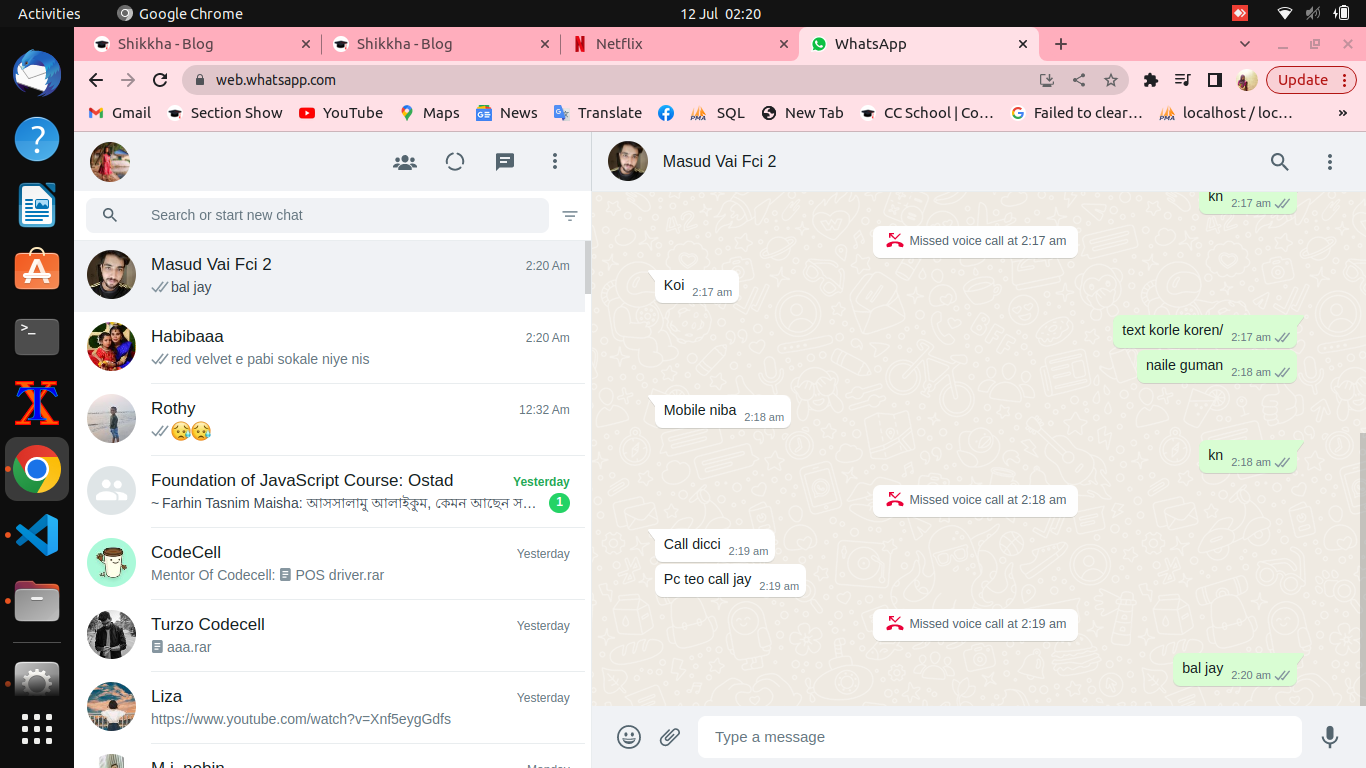 Activities
Google Chrome
12 Jul 02:20
Shikkha - Blog
Shikkha - Blog
Netflix
WhatsApp
web.whatsapp.com
Update
Gmail
Section Show
YouTube
Maps
News
Translate
SQL
New Tab
CC School | Co…
Failed to clear…
localhost / loc…
»
Search or start new chat
Masud Vai Fci 2
2:20 Am
bal jay
Habibaaa
2:20 Am
red velvet e pabi sokale niye nis
Rothy
12:32 Am
😥😥
Foundation of JavaScript Course: Ostad
Yesterday
~ Farhin Tasnim Maisha: আসসালামু আলাইকুম, কেমন আছেন স…
1
CodeCell
Yesterday
Mentor Of Codecell: POS driver.rar
Turzo Codecell
Yesterday
aaa.rar
Liza
Yesterday
https://www.youtube.com/watch?v=Xnf5eygGdfs
Masud Vai Fci 2
kn 2:17 am
Missed voice call at 2:17 am
Koi 2:17 am
text korle koren/ 2:17 am
naile guman 2:18 am
Mobile niba 2:18 am
kn 2:18 am
Missed voice call at 2:18 am
Call dicci 2:19 am
Pc teo call jay 2:19 am
Missed voice call at 2:19 am
bal jay 2:20 am
Type a message